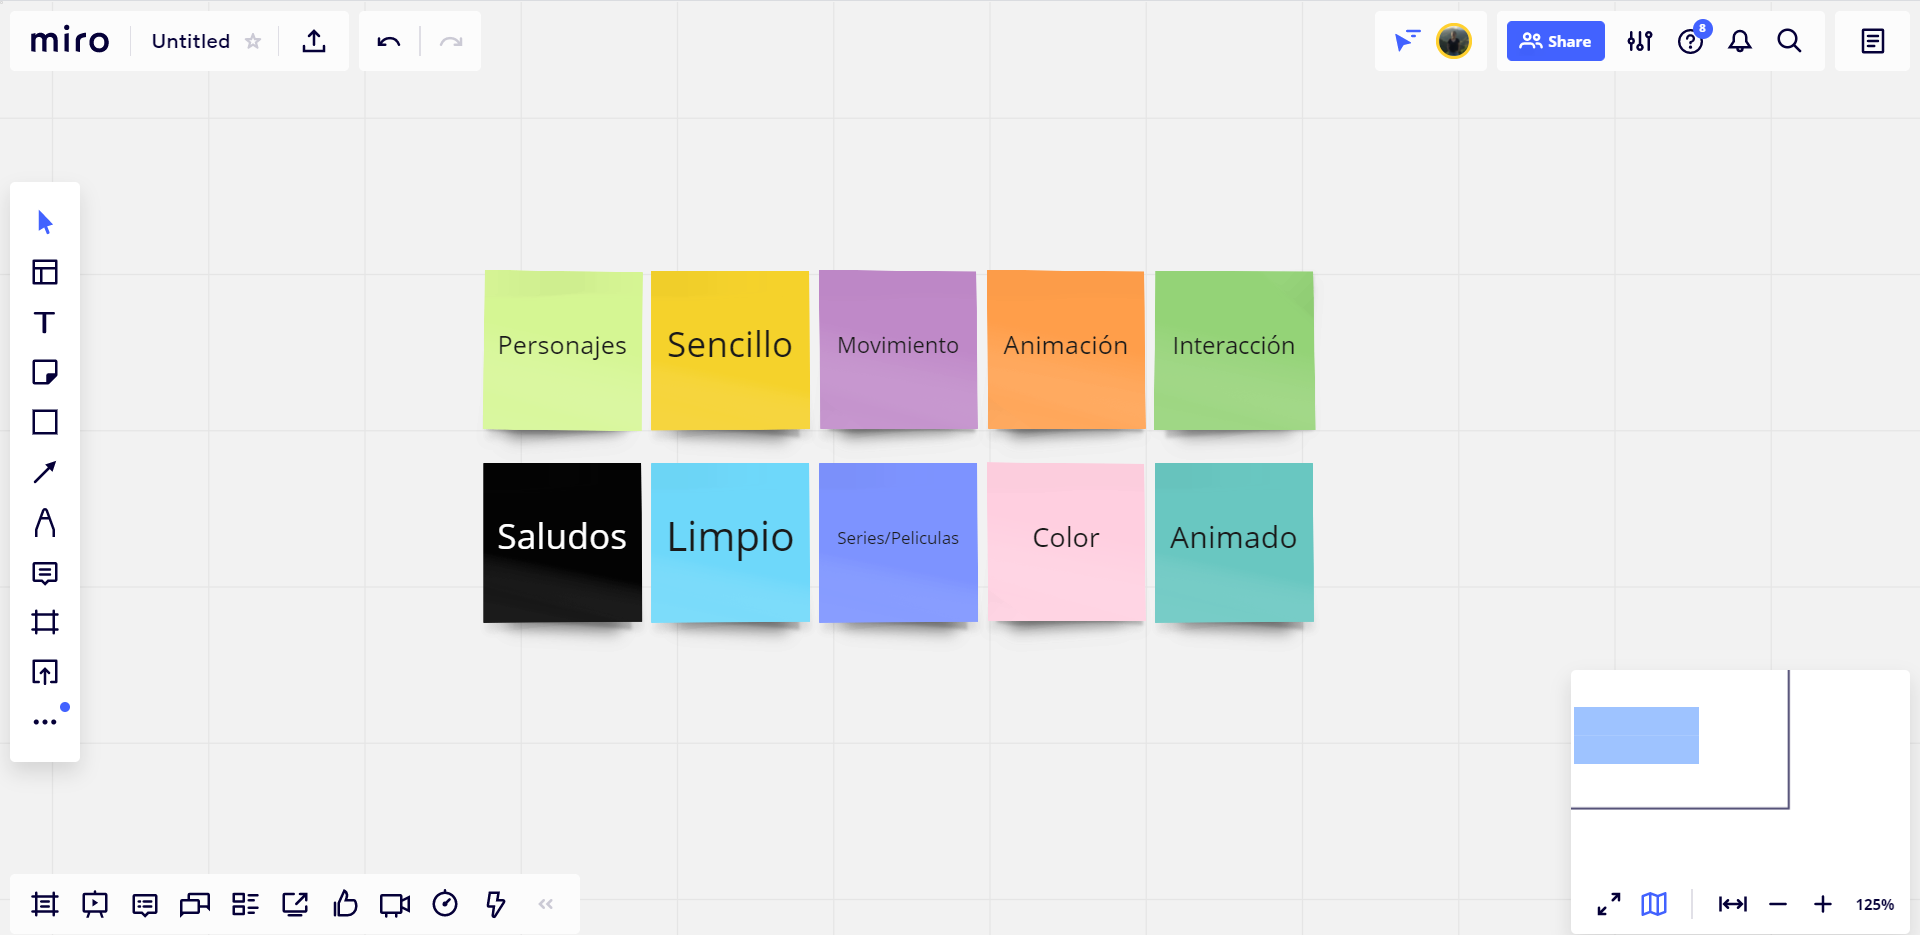 miro
Untitled
Share
8
Personajes
Sencillo
Movimiento
Animación
Interacción
Saludos
Limpio
Series/Peliculas
Color
Animado
125%